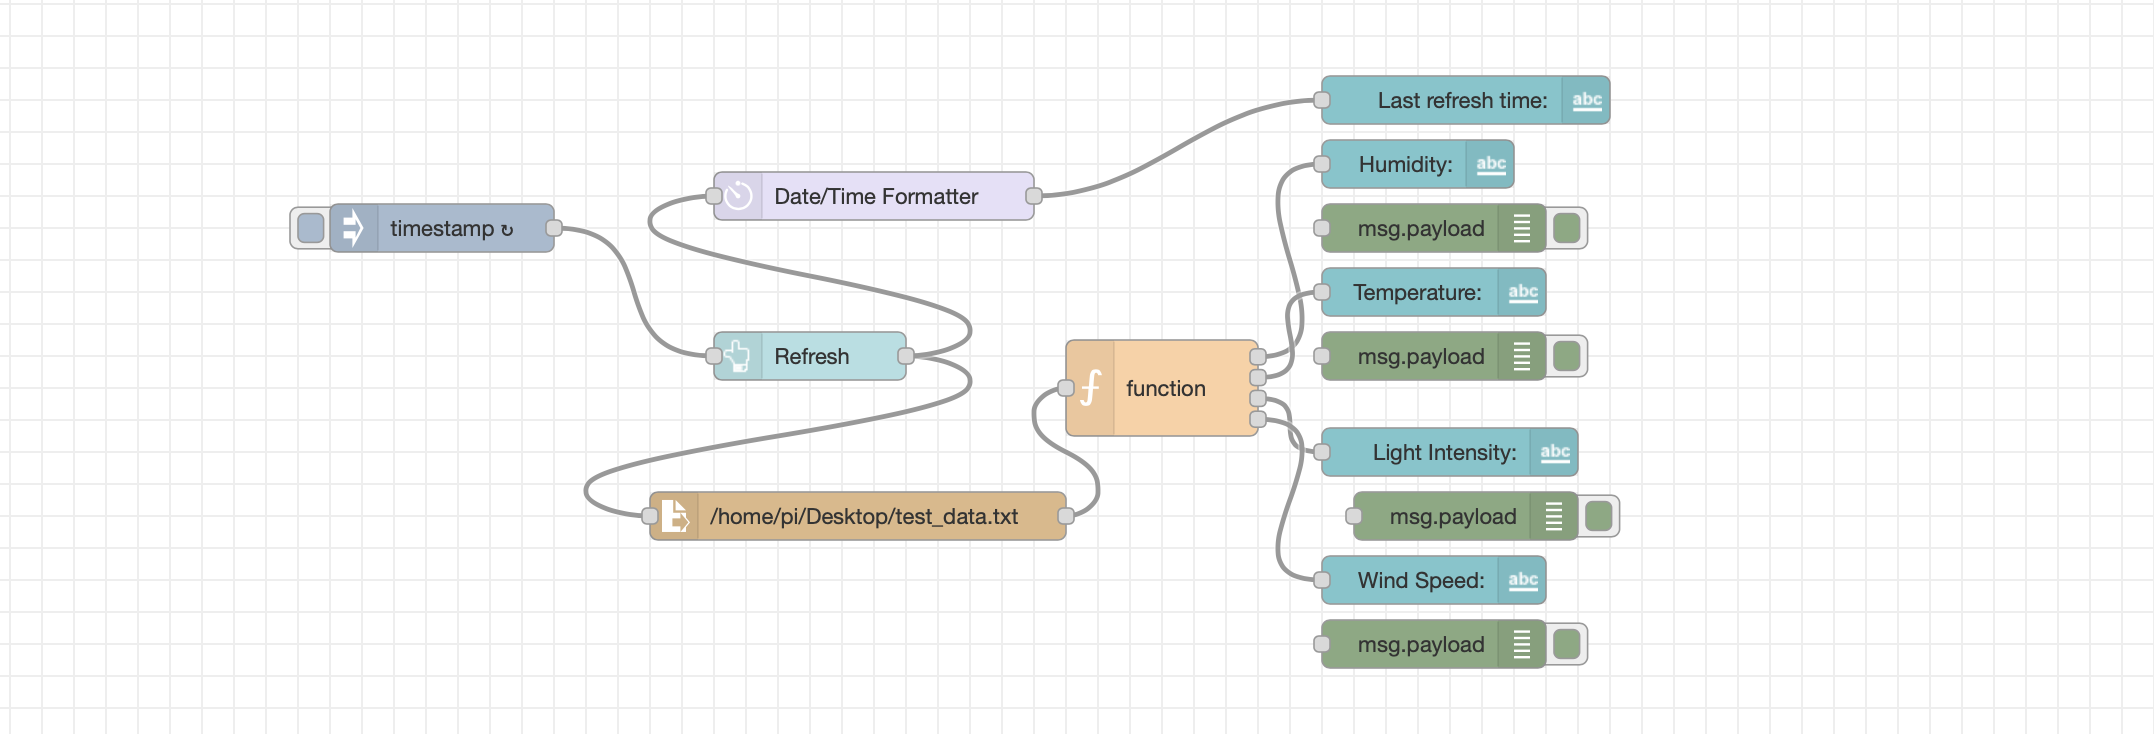 Last refresh time: abc
Humidity: abc
Date/Time Formatter
timestamp ↻
msg.payload
Temperature: abc
Refresh
msg.payload
function
Light Intensity: abc
/home/pi/Desktop/test_data.txt
msg.payload
Wind Speed: abc
msg.payload